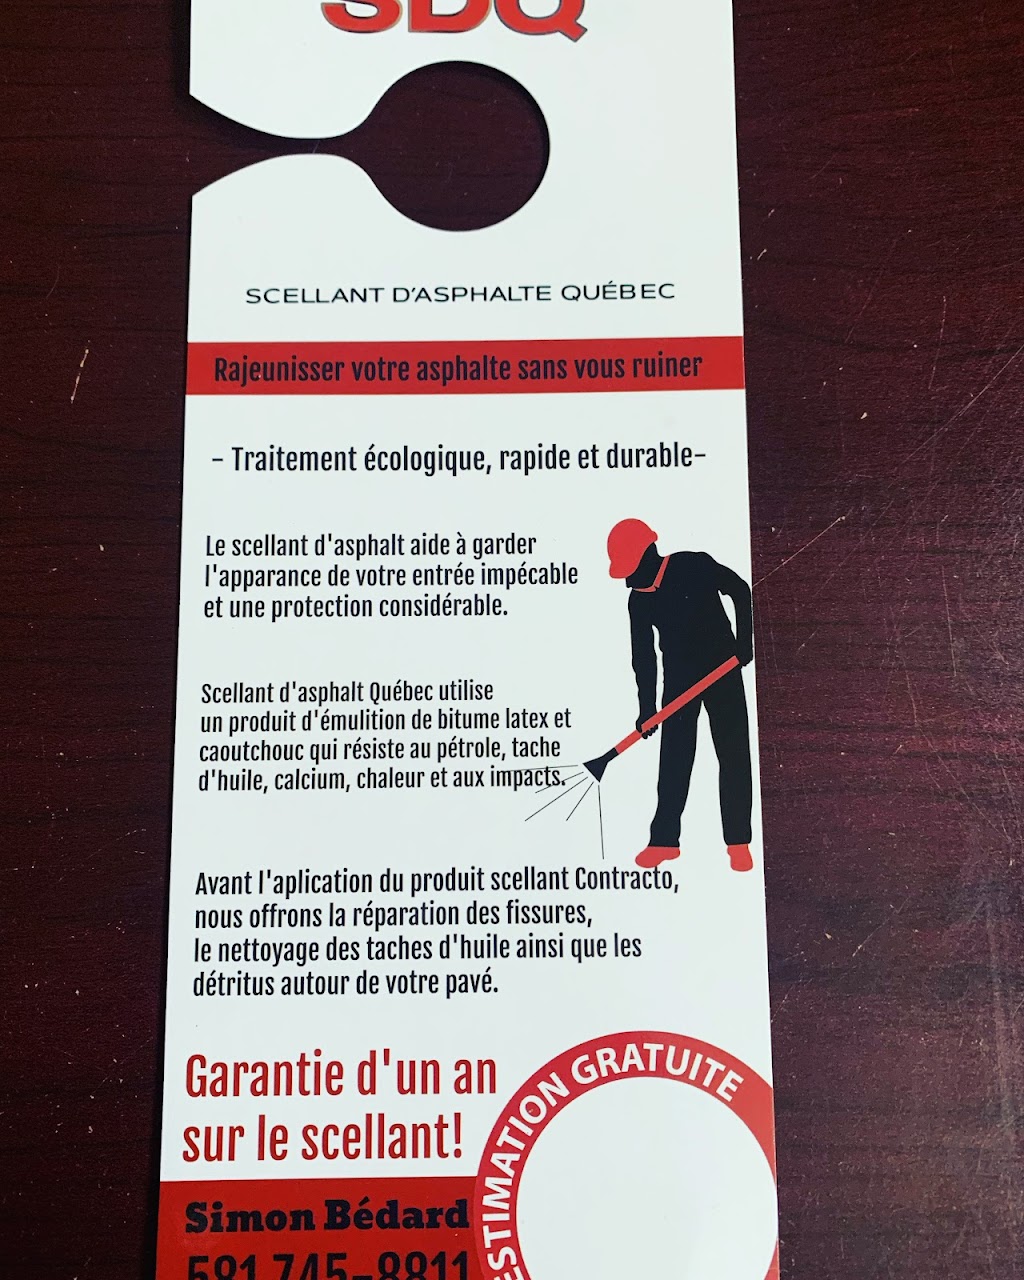 SDQ
SCELLANT D'ASPHALTE QUÉBEC
Rajeunisser votre asphalte sans vous ruiner
- Traitement écologique, rapide et durable-
Le scellant d'asphalt aide à garder
l'apparance de votre entrée impécable
et une protection considérable.
Scellant d'asphalt Québec utilise
un produit d'émulition de bitume latex et
caoutchouc qui résiste au pétrole, tache
d'huile, calcium, chaleur et aux impacts.
Avant l'aplication du produit scellant Contracto,
nous offrons la réparation des fissures,
le nettoyage des taches d'huile ainsi que les
détritus autour de votre pavé.
Garantie d'un an
sur le scellant!
ESTIMATION GRATUITE
Simon Bédard
581 745-8811